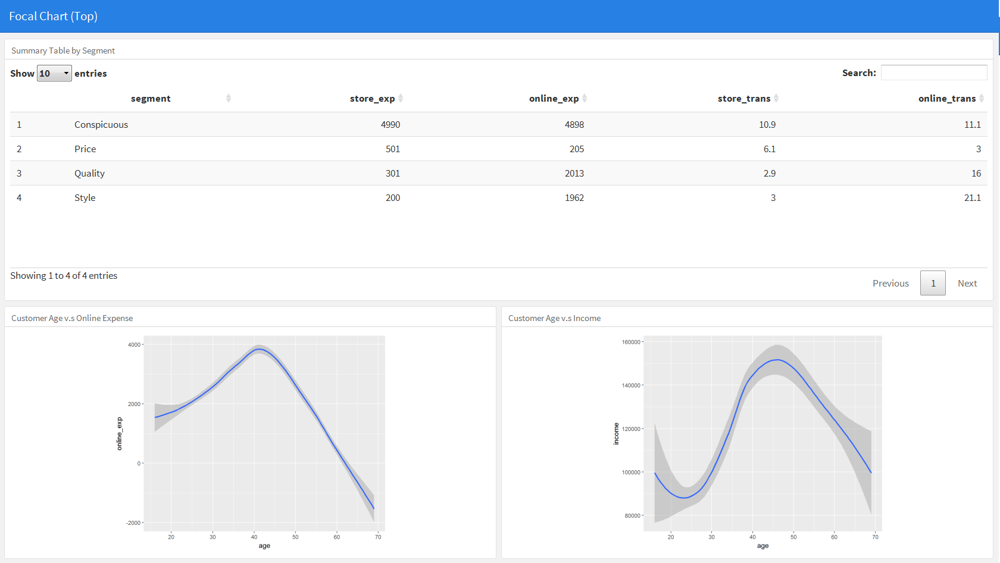 Focal Chart (Top)
Summary Table by Segment
Show 10 entries
Search:
segment store_exp online_exp store_trans online_trans
1 Conspicuous 4990 4898 10.9 11.1
2 Price 501 205 6.1 3
3 Quality 301 2013 2.9 16
4 Style 200 1962 3 21.1
Showing 1 to 4 of 4 entries
Previous 1 Next
Customer Age v.s Online Expense
4000
2000
0
-2000
online_exp
20 30 40 50 60 70
age
Customer Age v.s Income
160000
140000
120000
100000
80000
income
20 30 40 50 60 70
age